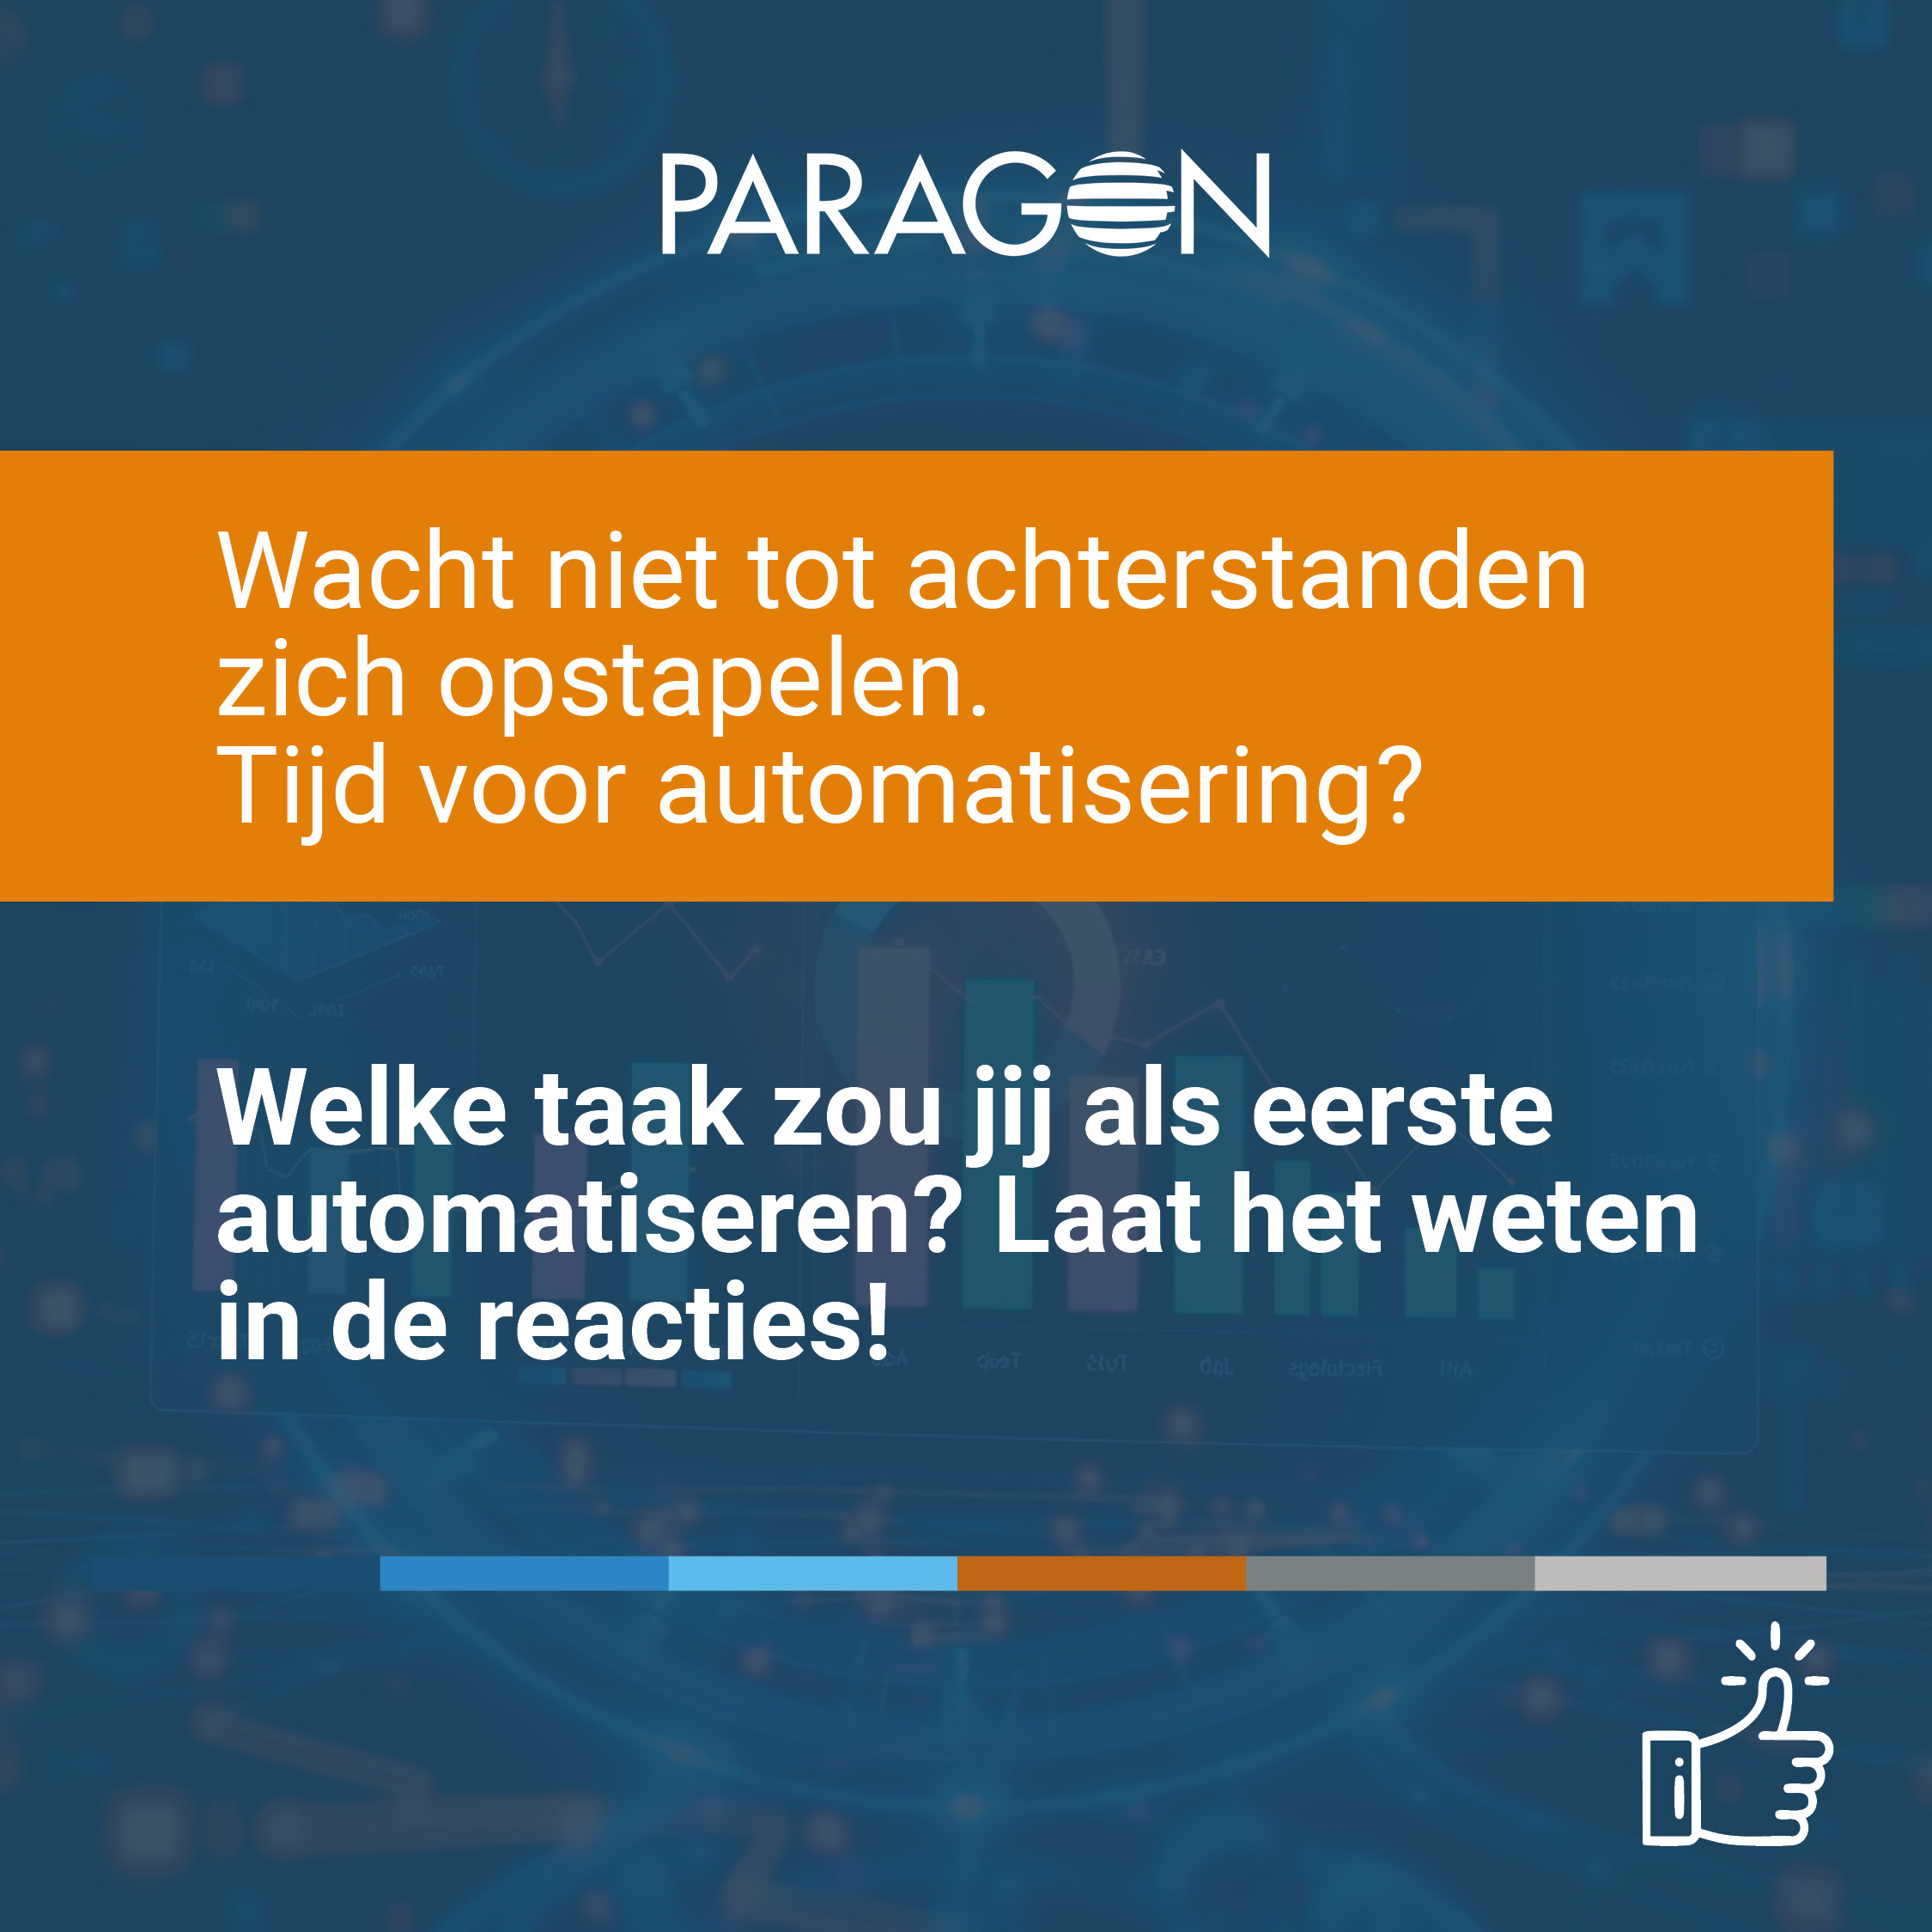 PARAGON
Wacht niet tot achterstanden
zich opstapelen.
Tijd voor automatisering?
Welke taak zou jij als eerste
automatiseren? Laat het weten
in de reacties!